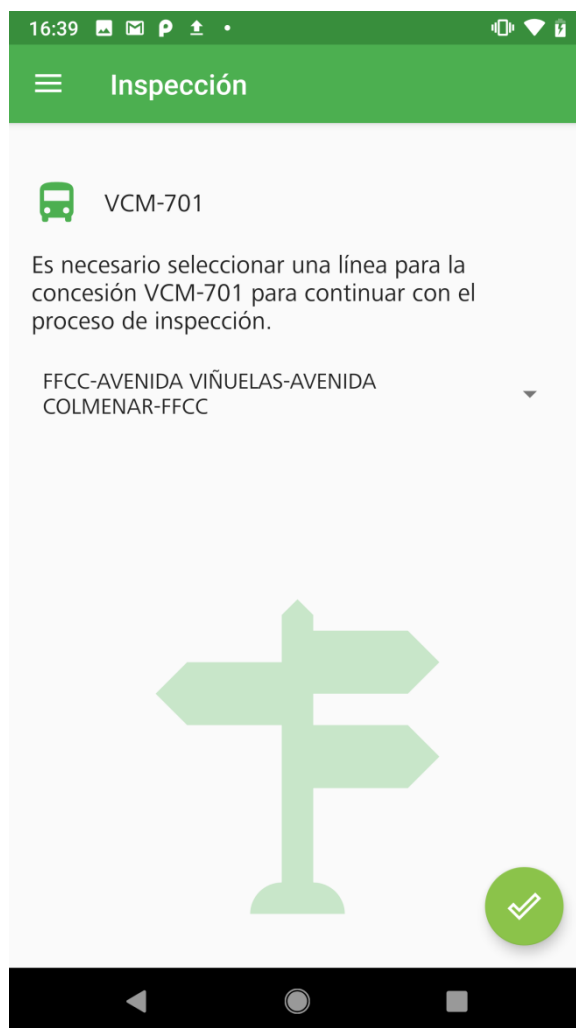 16:39
Inspección
VCM-701
Es necesario seleccionar una línea para la
concesión VCM-701 para continuar con el
proceso de inspección.
FFCC-AVENIDA VIÑUELAS-AVENIDA
COLMENAR-FFCC